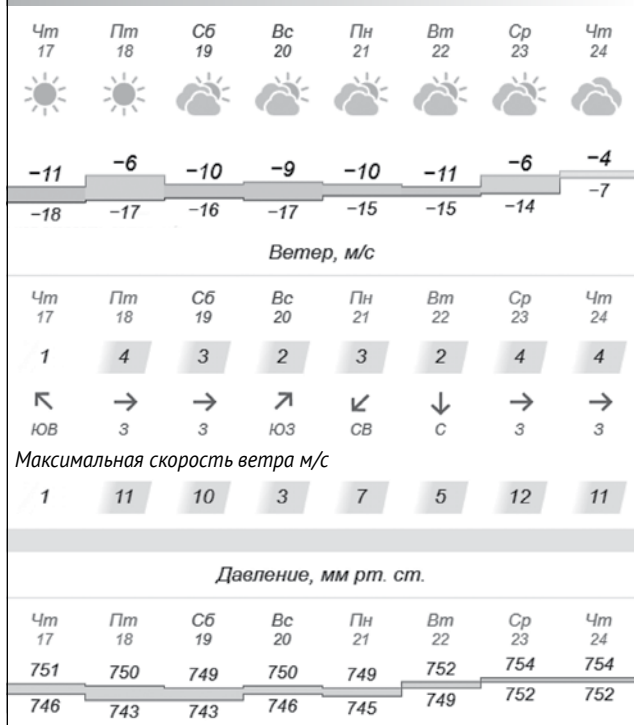 Чт Пт Сб Вс Пн Вт Ср Чт
17 18 19 20 21 22 23 24
−11 −6 −10 −9 −10 −11 −6 −4
−18 −17 −16 −17 −15 −15 −14 −7
Ветер, м/с
Чт Пт Сб Вс Пн Вт Ср Чт
17 18 19 20 21 22 23 24
1 4 3 2 3 2 4 4
ЮВ З З ЮЗ СВ С З З
Максимальная скорость ветра м/с
1 11 10 3 7 5 12 11
Давление, мм рт. ст.
Чт Пт Сб Вс Пн Вт Ср Чт
17 18 19 20 21 22 23 24
751 750 749 750 749 752 754 754
746 743 743 746 745 749 752 752